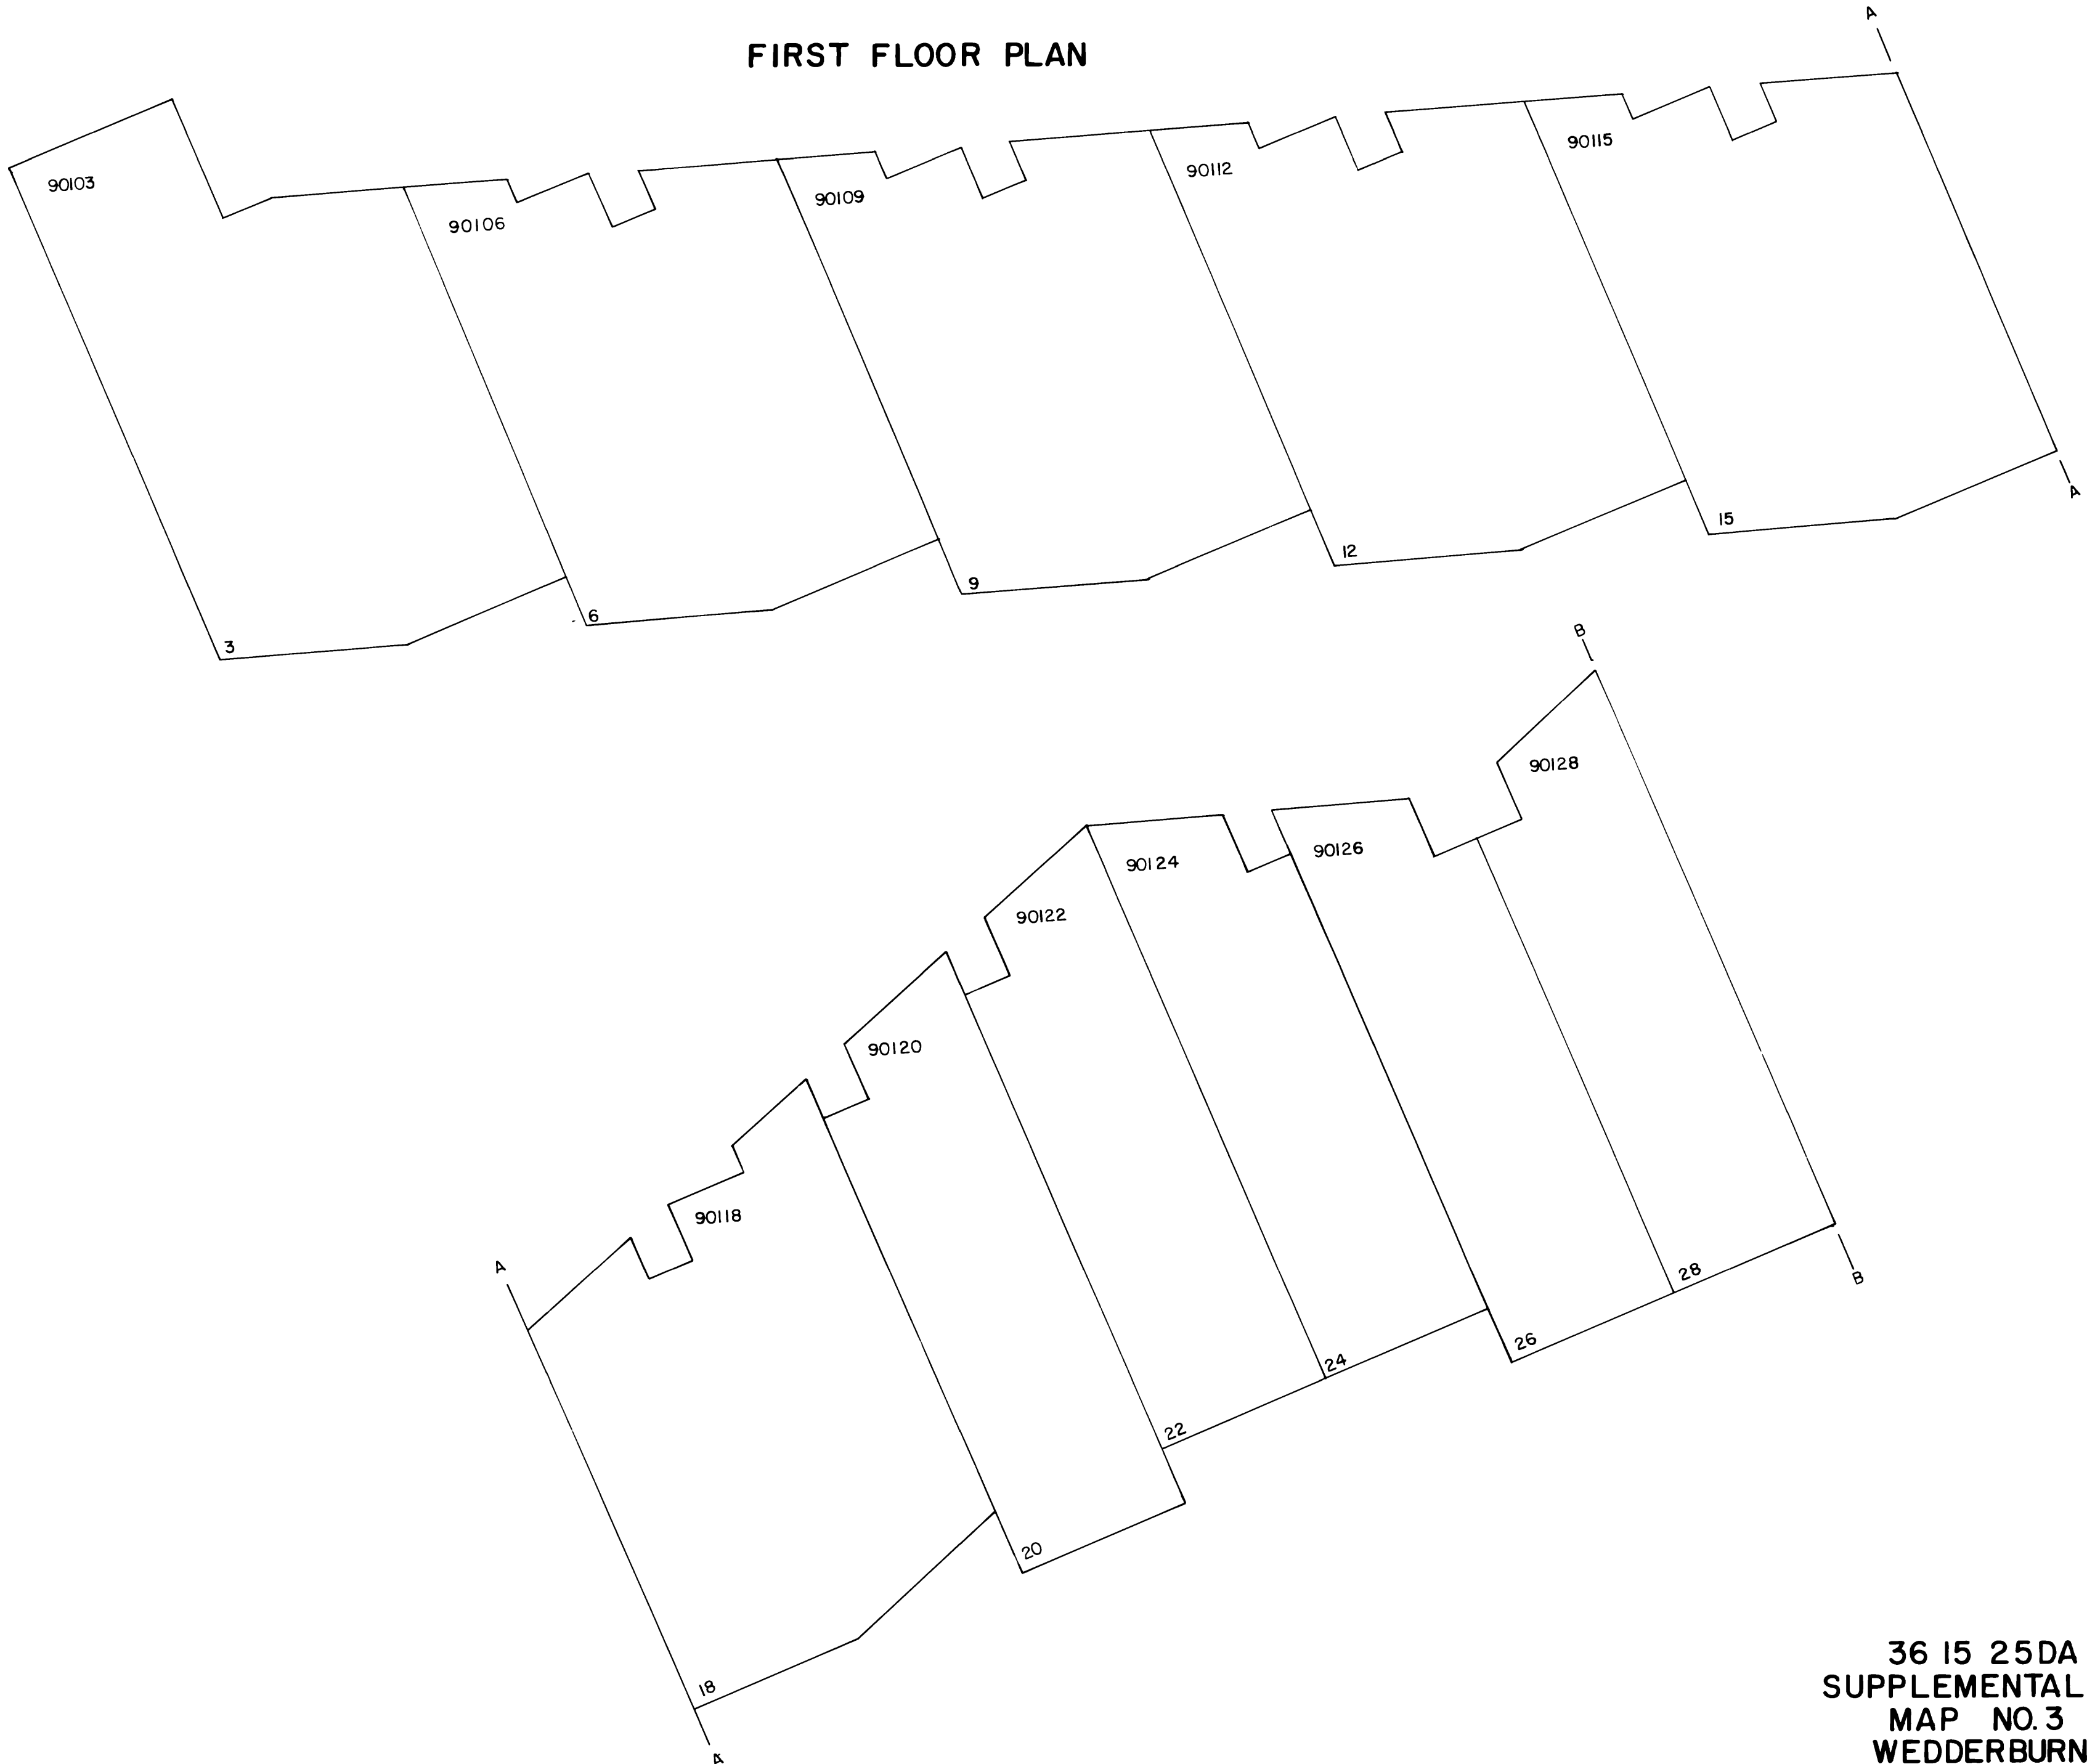 FIRST FLOOR PLAN
A
90103
90106
90109
90112
90115
A
3
6
9
12
15
B
90128
90126
90124
90122
90120
90118
A
B
28
26
24
22
20
18
A
36 15 25DA
SUPPLEMENTAL
MAP NO. 3
WEDDERBURN